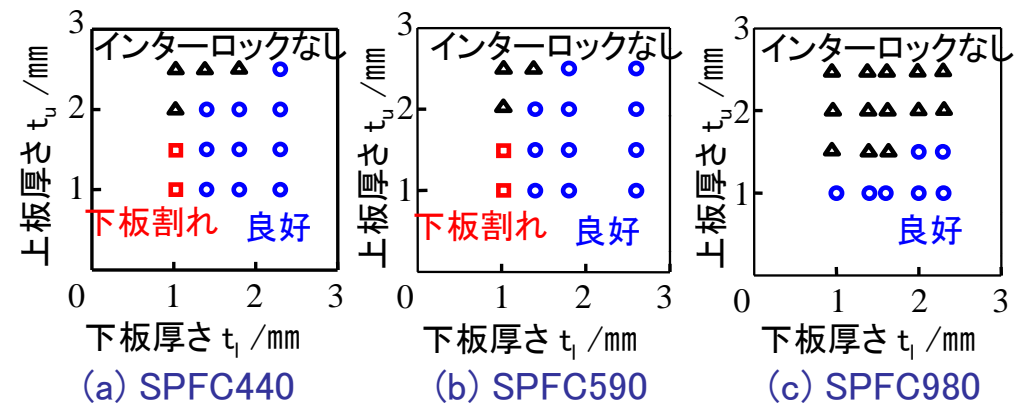 3
インターロックなし
上板厚さ tu /mm
2
1
下板割れ 良好
0 1 2 3
下板厚さ tl /mm
(a) SPFC440
3
インターロックなし
上板厚さ tu /mm
2
1
下板割れ 良好
0 1 2 3
下板厚さ tl /mm
(b) SPFC590
3
インターロックなし
上板厚さ tu /mm
2
1
良好
0 1 2 3
下板厚さ tl /mm
(c) SPFC980